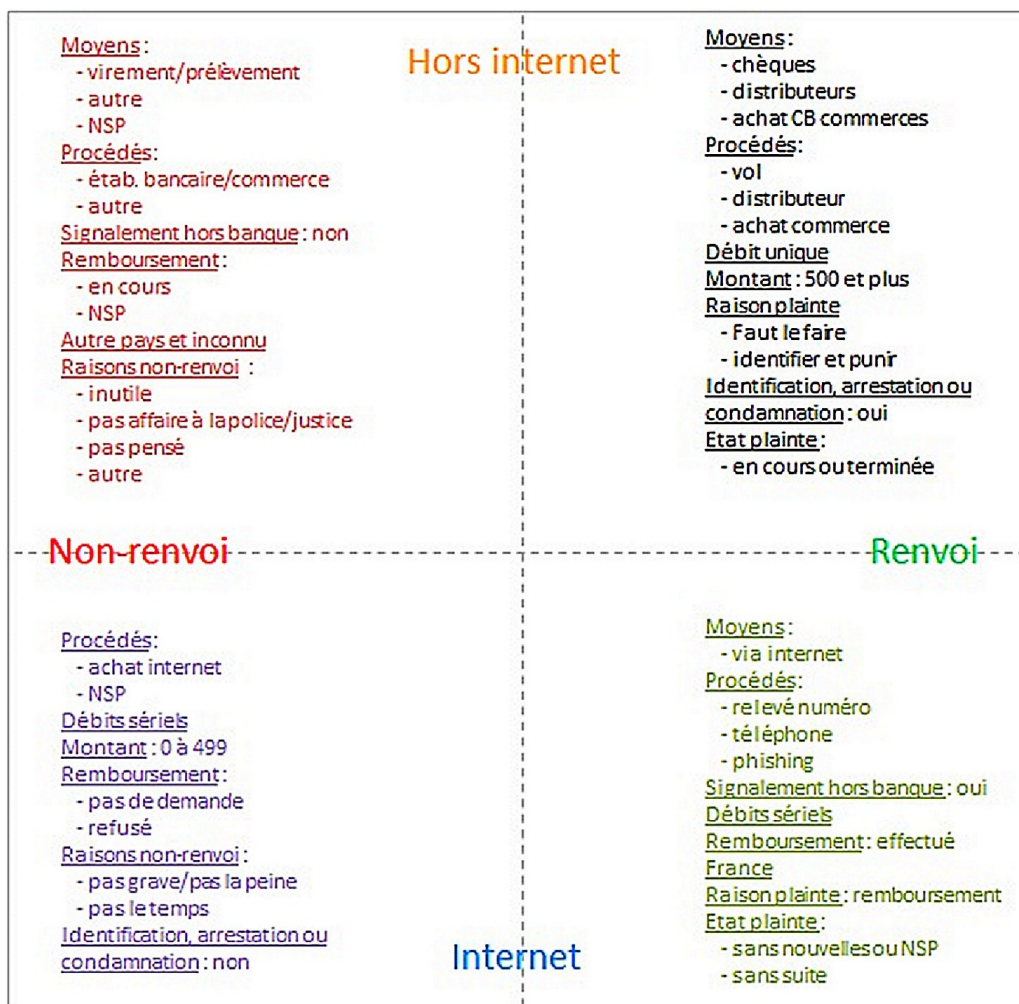 Hors internet
Moyens :
- virement/prélèvement
- autre
- NSP
Procédés :
- étab. bancaire/commerce
- autre
Signalement hors banque : non
Remboursement :
- en cours
- NSP
Autre pays et inconnu
Raisons non-renvoi :
- inutile
- pas affaire à la police/justice
- pas pensé
- autre
Moyens :
- chèques
- distributeurs
- achat CB commerces
Procédés :
- vol
- distributeur
- achat commerce
Débit unique
Montant : 500 et plus
Raison plainte
- Faut le faire
- identifier et punir
Identification, arrestation ou
condamnation : oui
Etat plainte :
- en cours ou terminée
Non-renvoi
Renvoi
Procédés :
- achat internet
- NSP
Débits sériels
Montant : 0 à 499
Remboursement :
- pas de demande
- refusé
Raisons non-renvoi :
- pas grave/pas la peine
- pas le temps
Identification, arrestation ou
condamnation : non
Moyens :
- via internet
Procédés :
- relevé numéro
- téléphone
- phishing
Signalement hors banque : oui
Débits sériels
Remboursement : effectué
France
Raison plainte : remboursement
Etat plainte :
- sans nouvelles ou NSP
- sans suite
Internet